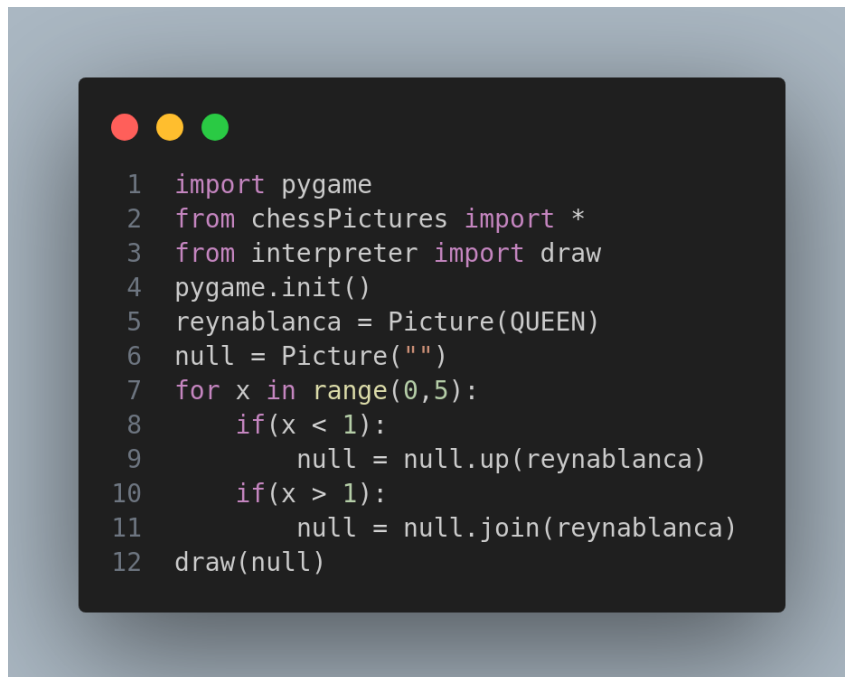 1 import pygame
2 from chessPictures import *
3 from interpreter import draw
4 pygame.init()
5 reynablanca = Picture(QUEEN)
6 null = Picture("")
7 for x in range(0,5):
8     if(x < 1):
9         null = null.up(reynablanca)
10     if(x > 1):
11         null = null.join(reynablanca)
12 draw(null)